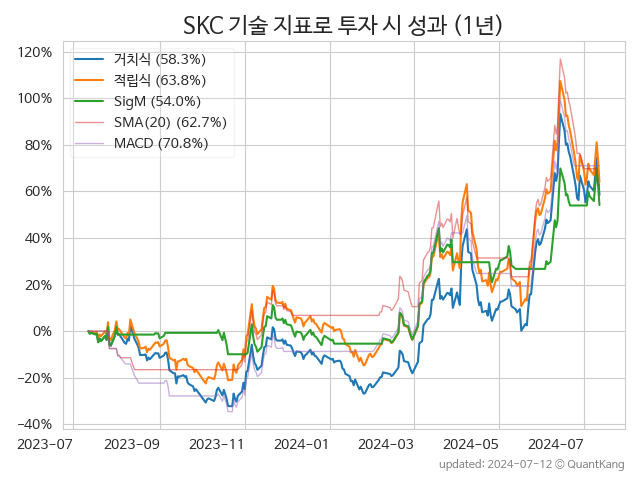 SKC 기술 지표로 투자 시 성과 (1년)
120%
100%
80%
60%
40%
20%
0%
−20%
−40%
거치식 (58.3%)
적립식 (63.8%)
SigM (54.0%)
SMA(20) (62.7%)
MACD (70.8%)
2023-07
2023-09
2023-11
2024-01
2024-03
2024-05
2024-07
updated: 2024-07-12 © QuantKang